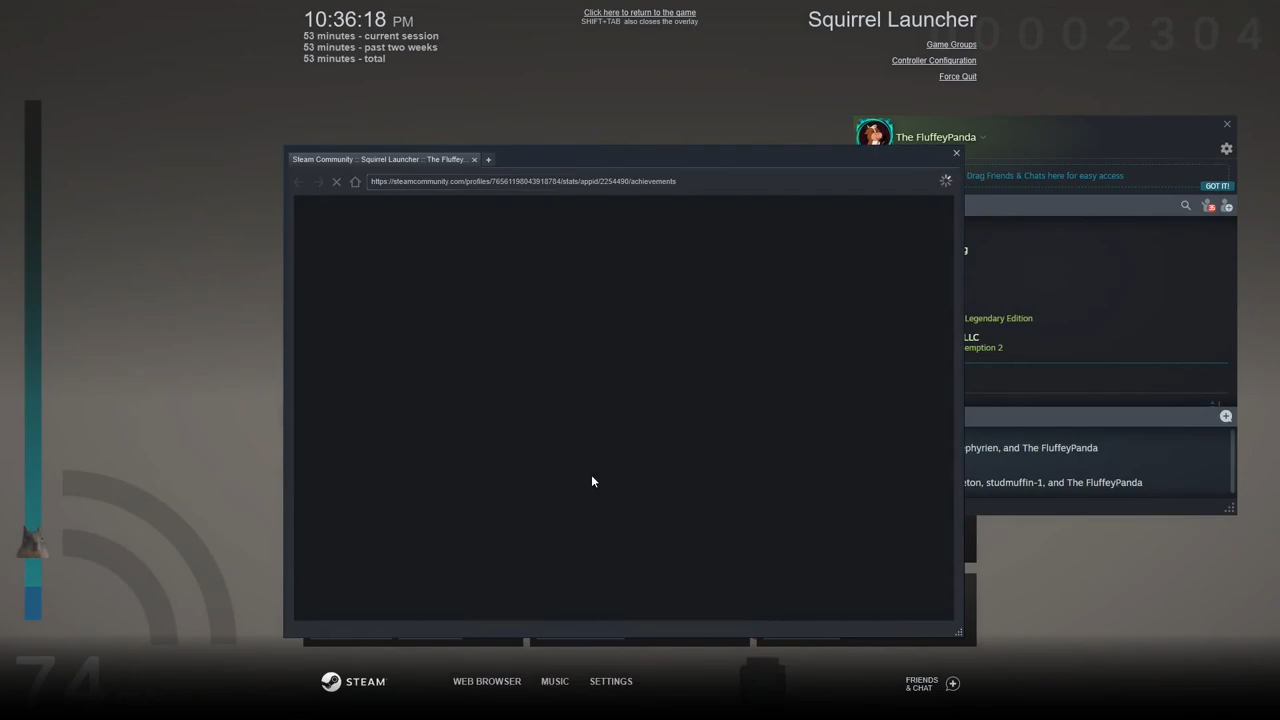 10:36:18 PM
53 minutes - current session
53 minutes - past two weeks
53 minutes - total
Click here to return to the game
SHIFT+TAB also closes the overlay
Squirrel Launcher
Game Groups
Controller Configuration
Force Quit
0002304
The FluffeyPanda
Drag Friends & Chats here for easy access
GOT IT!
35
g
Legendary Edition
LLC
emption 2
phyrien, and The FluffeyPanda
eton, studmuffin-1, and The FluffeyPanda
Steam Community :: Squirrel Launcher :: The Fluffey...
https://steamcommunity.com/profiles/76561198043918784/stats/appid/2254490/achievements
74
STEAM
WEB BROWSER
MUSIC
SETTINGS
FRIENDS
& CHAT